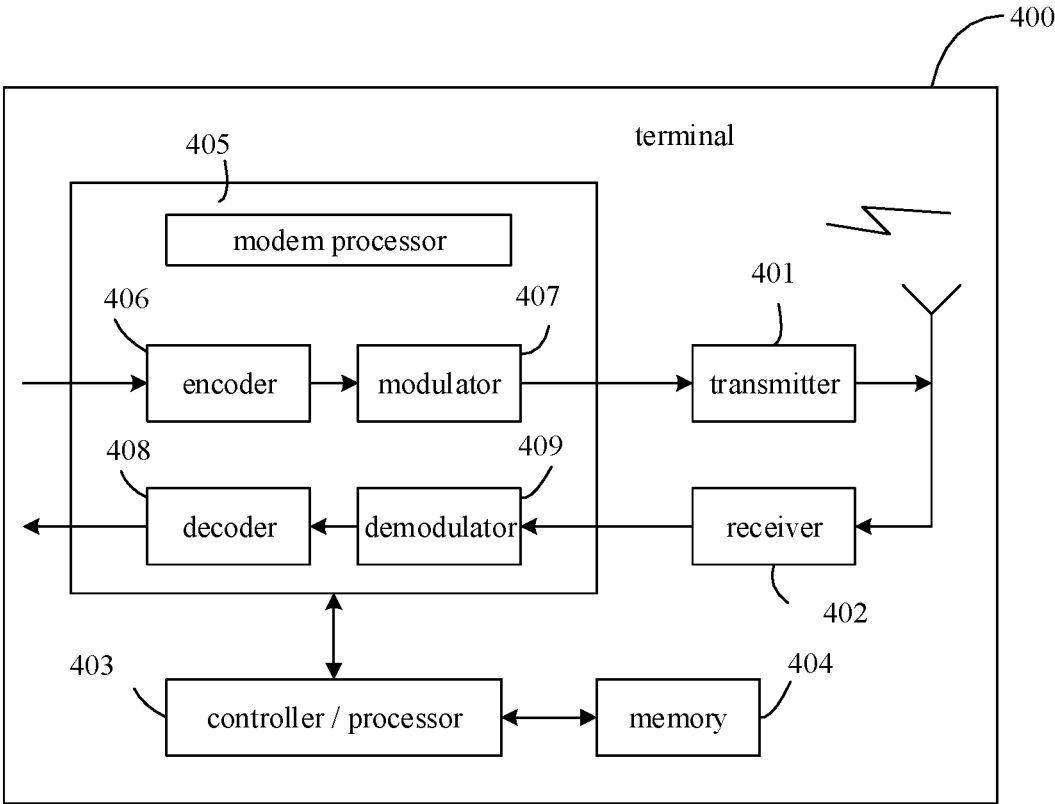 400
terminal
405
modem processor
401
406
407
encoder
modulator
transmitter
408
409
decoder
demodulator
receiver
402
403
404
controller / processor
memory